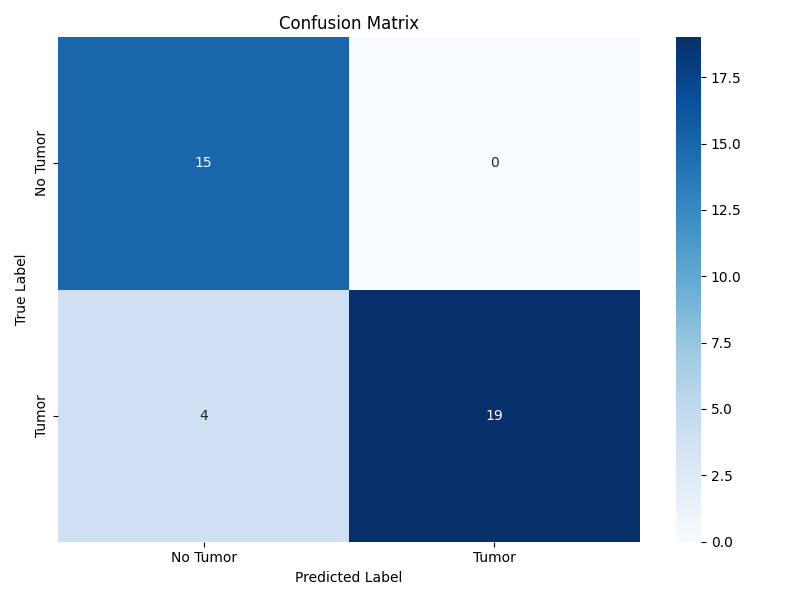 Confusion Matrix
No Tumor
Tumor
True Label
15
0
4
19
No Tumor
Tumor
Predicted Label
17.5
15.0
12.5
10.0
7.5
5.0
2.5
0.0